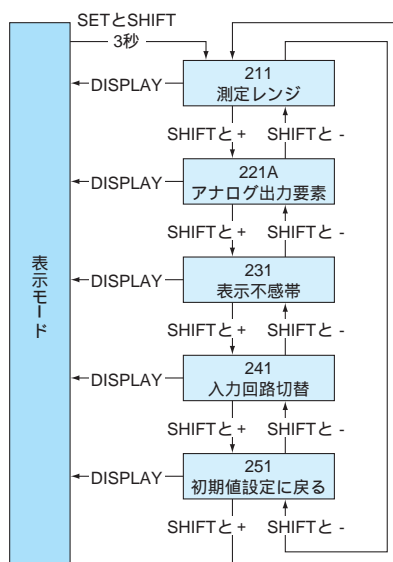 SETとSHIFT
3秒
211
測定レンジ
DISPLAY
SHIFTと + SHIFTと -
221A
アナログ出力要素
DISPLAY
SHIFTと + SHIFTと -
231
表示不感帯
DISPLAY
SHIFTと + SHIFTと -
241
入力回路切替
DISPLAY
SHIFTと + SHIFTと -
251
初期値設定に戻る
DISPLAY
SHIFTと + SHIFTと -
表示モード